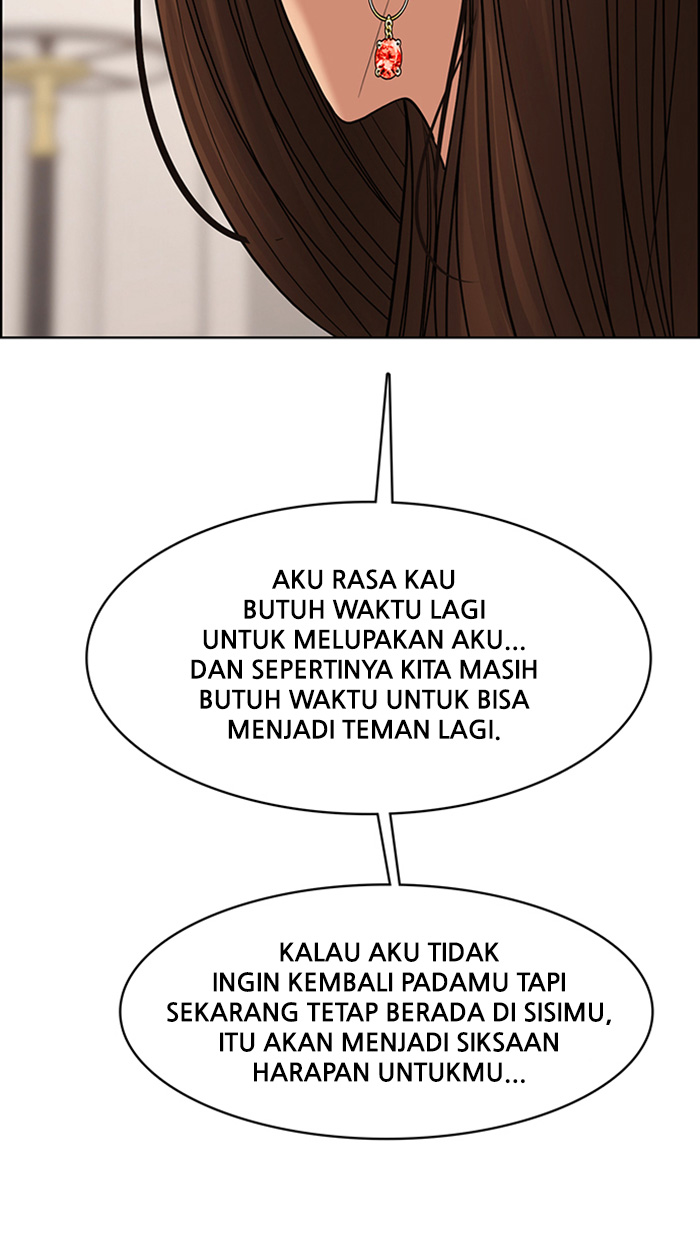 AKU RASA KAU
BUTUH WAKTU LAGI
UNTUK MELUPAKAN AKU...
DAN SEPERTINYA KITA MASIH
BUTUH WAKTU UNTUK BISA
MENJADI TEMAN LAGI.
KALAU AKU TIDAK
INGIN KEMBALI PADAMU TAPI
SEKARANG TETAP BERADA DI SISIMU,
ITU AKAN MENJADI SIKSAAN
HARAPAN UNTUKMU...